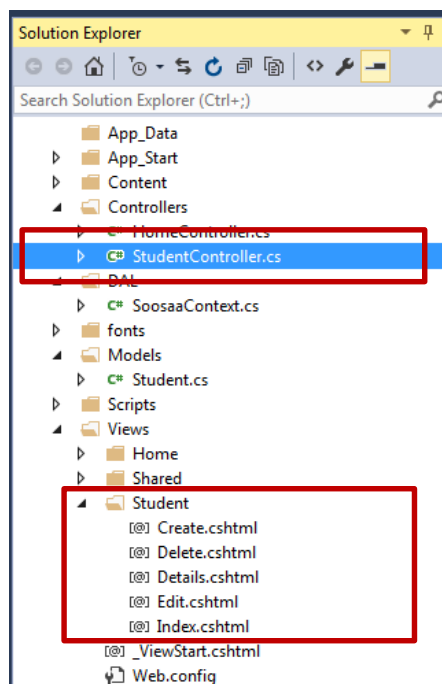 Solution Explorer
Search Solution Explorer (Ctrl+;)
App_Data
App_Start
Content
Controllers
C# HomeController.cs
C# StudentController.cs
DAL
C# SoosaaContext.cs
fonts
Models
C# Student.cs
Scripts
Views
Home
Shared
Student
[@] Create.cshtml
[@] Delete.cshtml
[@] Details.cshtml
[@] Edit.cshtml
[@] Index.cshtml
[@] _ViewStart.cshtml
Web.config